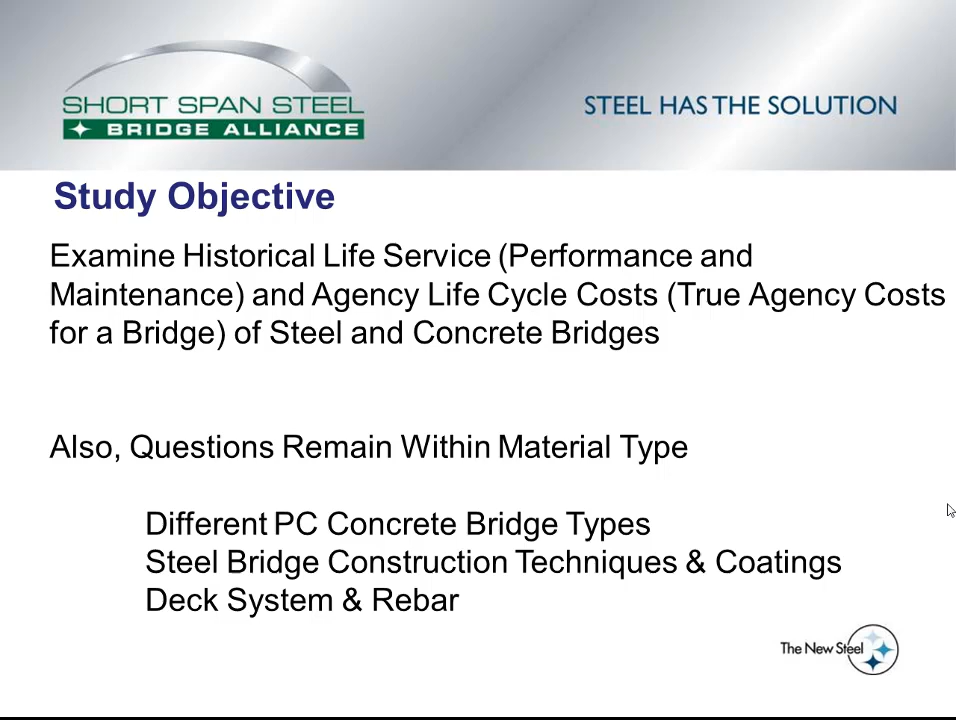 SHORT SPAN STEEL
BRIDGE ALLIANCE
STEEL HAS THE SOLUTION
Study Objective
Examine Historical Life Service (Performance and
Maintenance) and Agency Life Cycle Costs (True Agency Costs
for a Bridge) of Steel and Concrete Bridges
Also, Questions Remain Within Material Type
Different PC Concrete Bridge Types
Steel Bridge Construction Techniques & Coatings
Deck System & Rebar
The New Steel